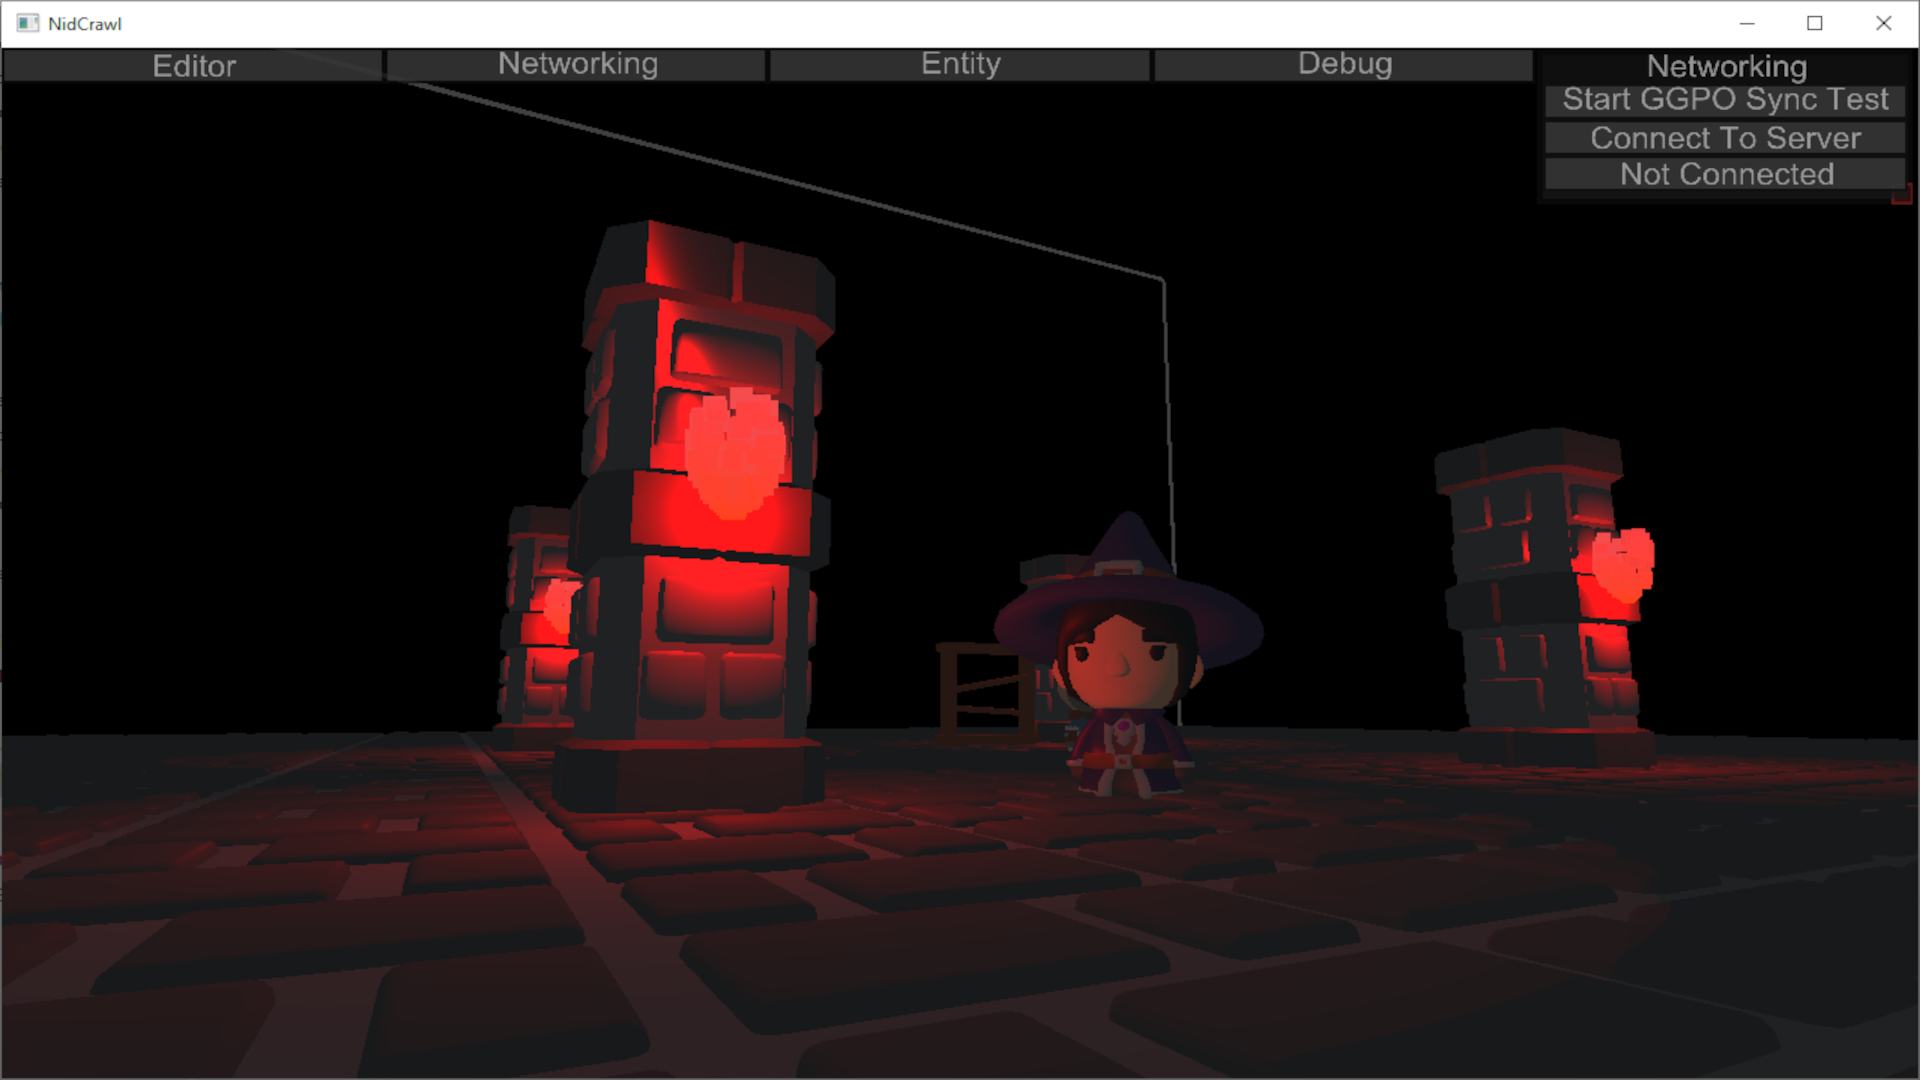 NidCrawl
Editor
Networking
Entity
Debug
Networking
Start GGPO Sync Test
Connect To Server
Not Connected